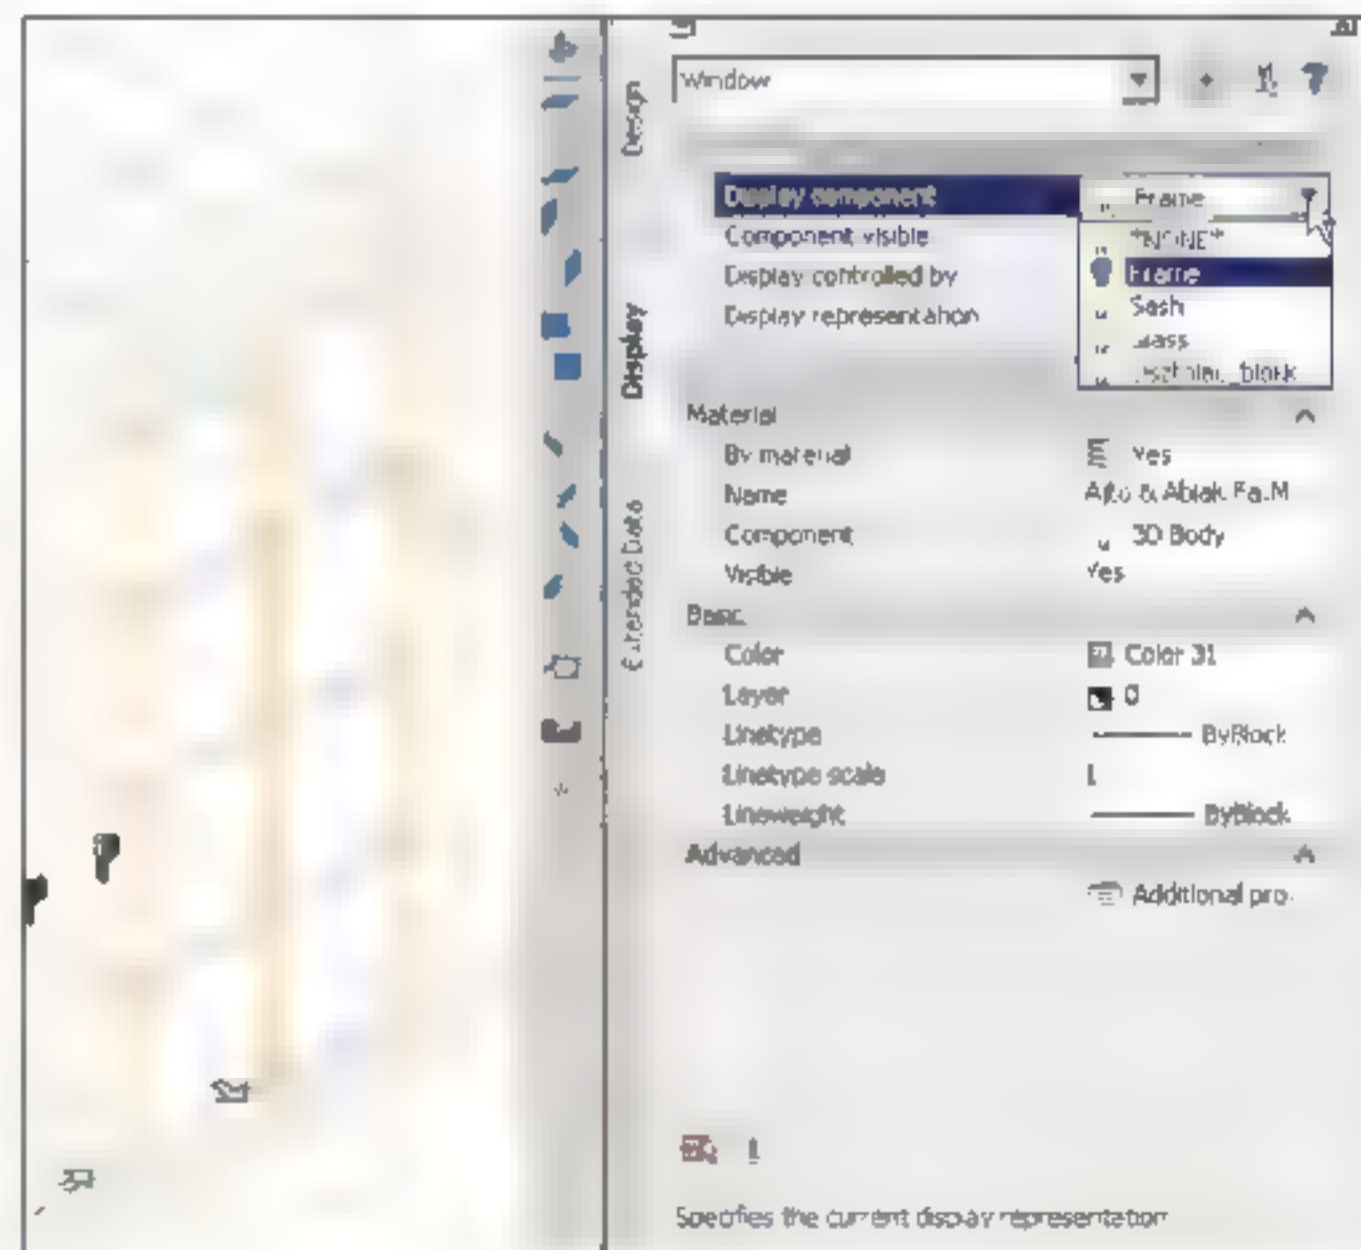 Window
Design
Display
Extended Data
Display component
Frame
Component visible
*NONE*
Frame
Display controlled by
Sash
Display representation
Material
By material Yes
Name
Component 3D Body
Visible Yes
Basic
Color Color 31
Layer 0
Linetype ByBlock
Linetype scale 1
Lineweight ByBlock
Advanced
Additional pro
Specifies the current display representation